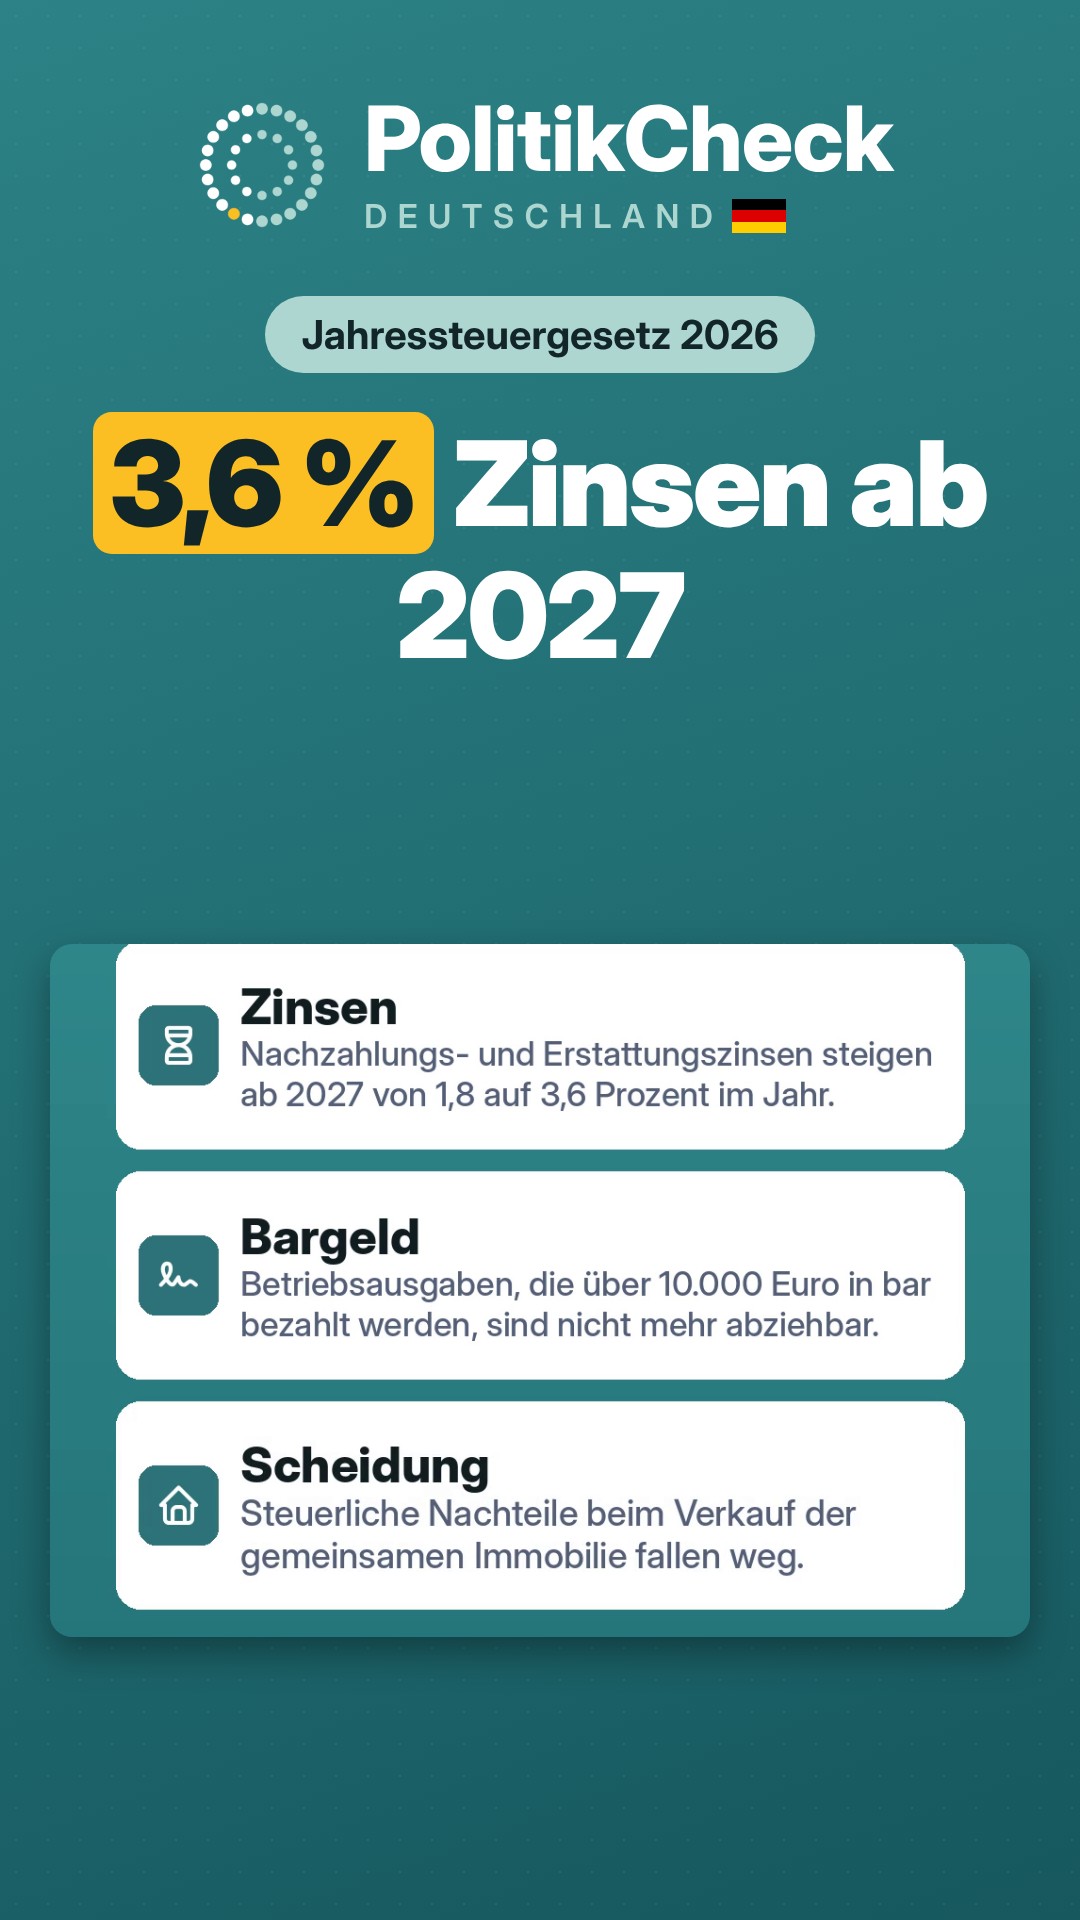 PolitikCheck
DEUTSCHLAND
Jahressteuergesetz 2026
3,6 % Zinsen ab
2027
Zinsen
Nachzahlungs- und Erstattungszinsen steigen
ab 2027 von 1,8 auf 3,6 Prozent im Jahr.
Bargeld
Betriebsausgaben, die über 10.000 Euro in bar
bezahlt werden, sind nicht mehr abziehbar.
Scheidung
Steuerliche Nachteile beim Verkauf der
gemeinsamen Immobilie fallen weg.